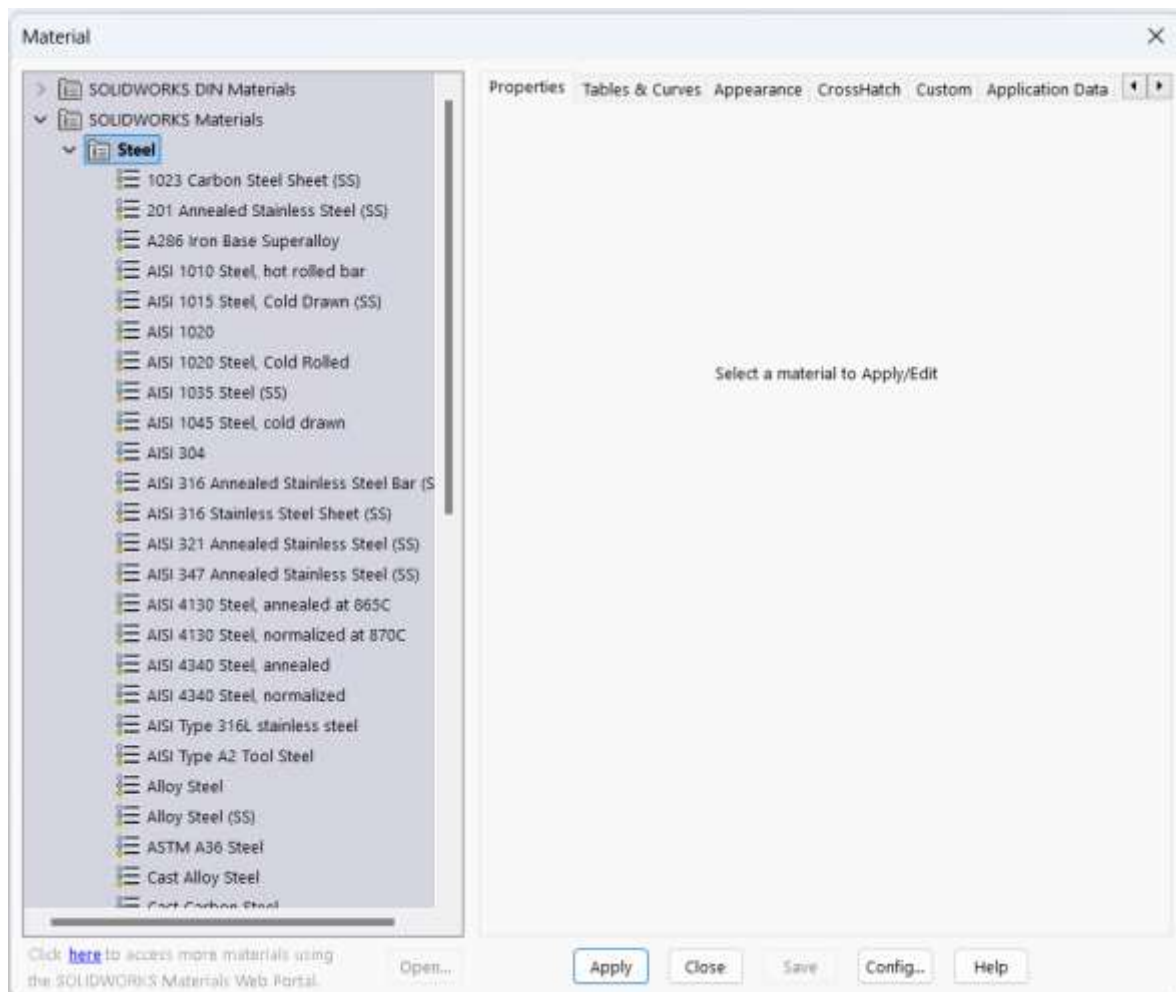 Material
SOLIDWORKS DIN Materials
SOLIDWORKS Materials
Steel
1023 Carbon Steel Sheet (SS)
201 Annealed Stainless Steel (SS)
A286 Iron Base Superalloy
AISI 1010 Steel, hot rolled bar
AISI 1015 Steel, Cold Drawn (SS)
AISI 1020
AISI 1020 Steel, Cold Rolled
AISI 1035 Steel (SS)
AISI 1045 Steel, cold drawn
AISI 304
AISI 316 Annealed Stainless Steel Bar (S
AISI 316 Stainless Steel Sheet (SS)
AISI 321 Annealed Stainless Steel (SS)
AISI 347 Annealed Stainless Steel (SS)
AISI 4130 Steel, annealed at 865C
AISI 4130 Steel, normalized at 870C
AISI 4340 Steel, annealed
AISI 4340 Steel, normalized
AISI Type 316L stainless steel
AISI Type A2 Tool Steel
Alloy Steel
Alloy Steel (SS)
ASTM A36 Steel
Cast Alloy Steel
Cast Carbon Steel
Properties Tables & Curves Appearance CrossHatch Custom Application Data
Select a material to Apply/Edit
Click here to access more materials using
the SOLIDWORKS Materials Web Portal.
Open... Apply Close Save Config... Help